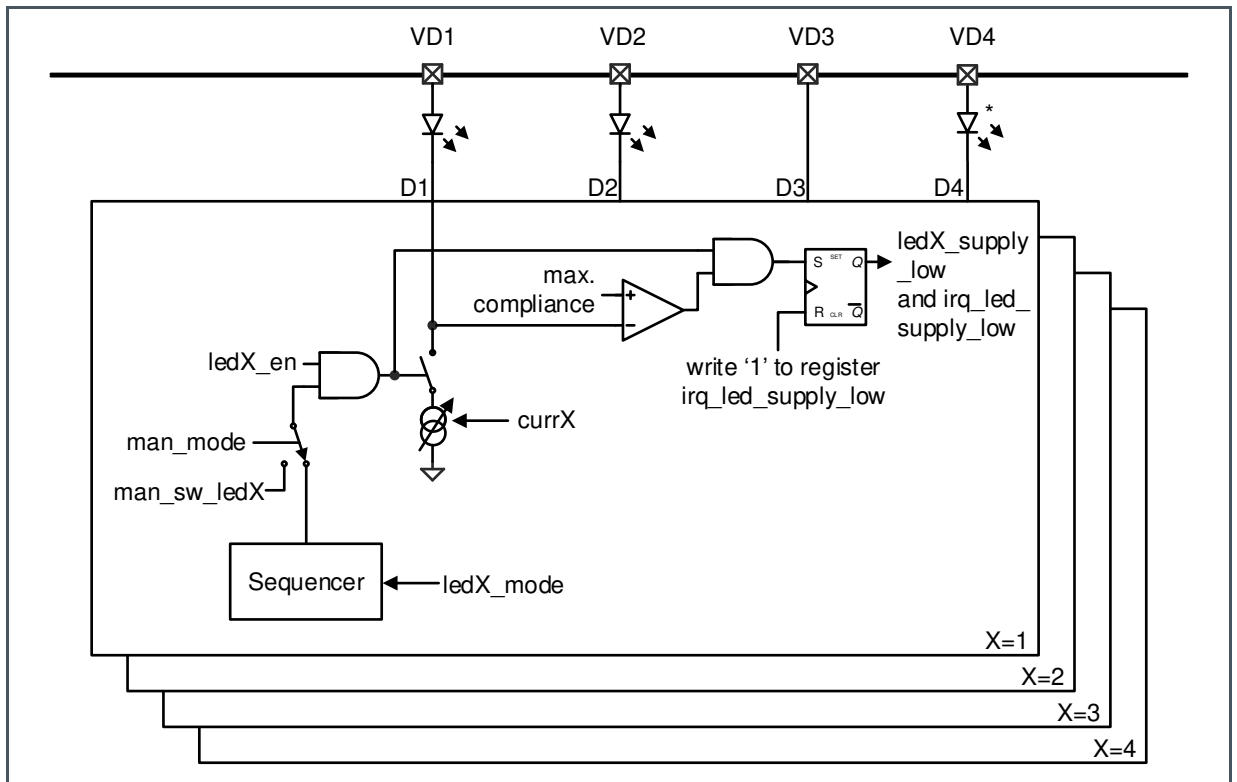 VD1
VD2
VD3
VD4
*
D1
D2
D3
D4
max.
compliance
+
-
S SET Q
R CLR Q
ledX_supply
_low
and irq_led_
supply_low
write ‘1’ to register
irq_led_supply_low
ledX_en
currX
man_mode
man_sw_ledX
Sequencer
ledX_mode
X=1
X=2
X=3
X=4